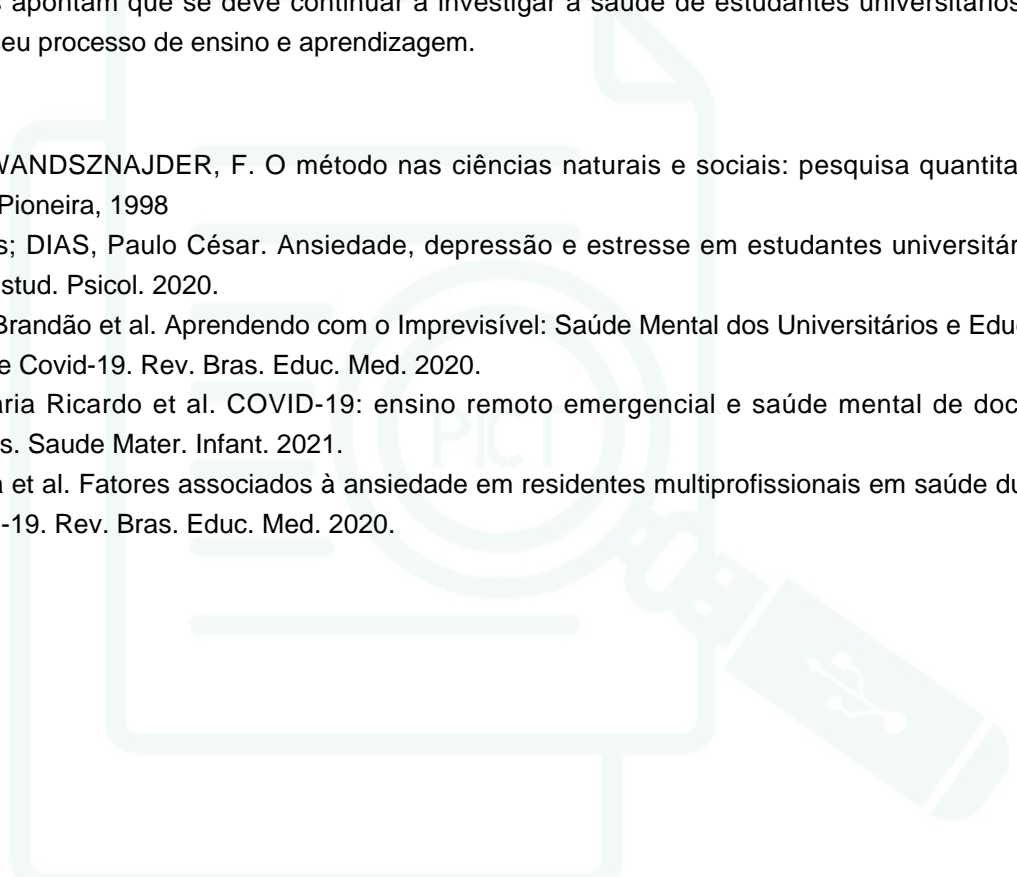 s apontam que se deve continuar a investigar a saúde de estudantes universitários
seu processo de ensino e aprendizagem.
WANDSZNAJDER, F. O método nas ciências naturais e sociais: pesquisa quantita
Pioneira, 1998
s; DIAS, Paulo César. Ansiedade, depressão e estresse em estudantes universitár
stud. Psicol. 2020.
Brandão et al. Aprendendo com o Imprevisível: Saúde Mental dos Universitários e Edu
e Covid-19. Rev. Bras. Educ. Med. 2020.
aria Ricardo et al. COVID-19: ensino remoto emergencial e saúde mental de doc
s. Saude Mater. Infant. 2021.
a et al. Fatores associados à ansiedade em residentes multiprofissionais em saúde du
-19. Rev. Bras. Educ. Med. 2020.
PICT